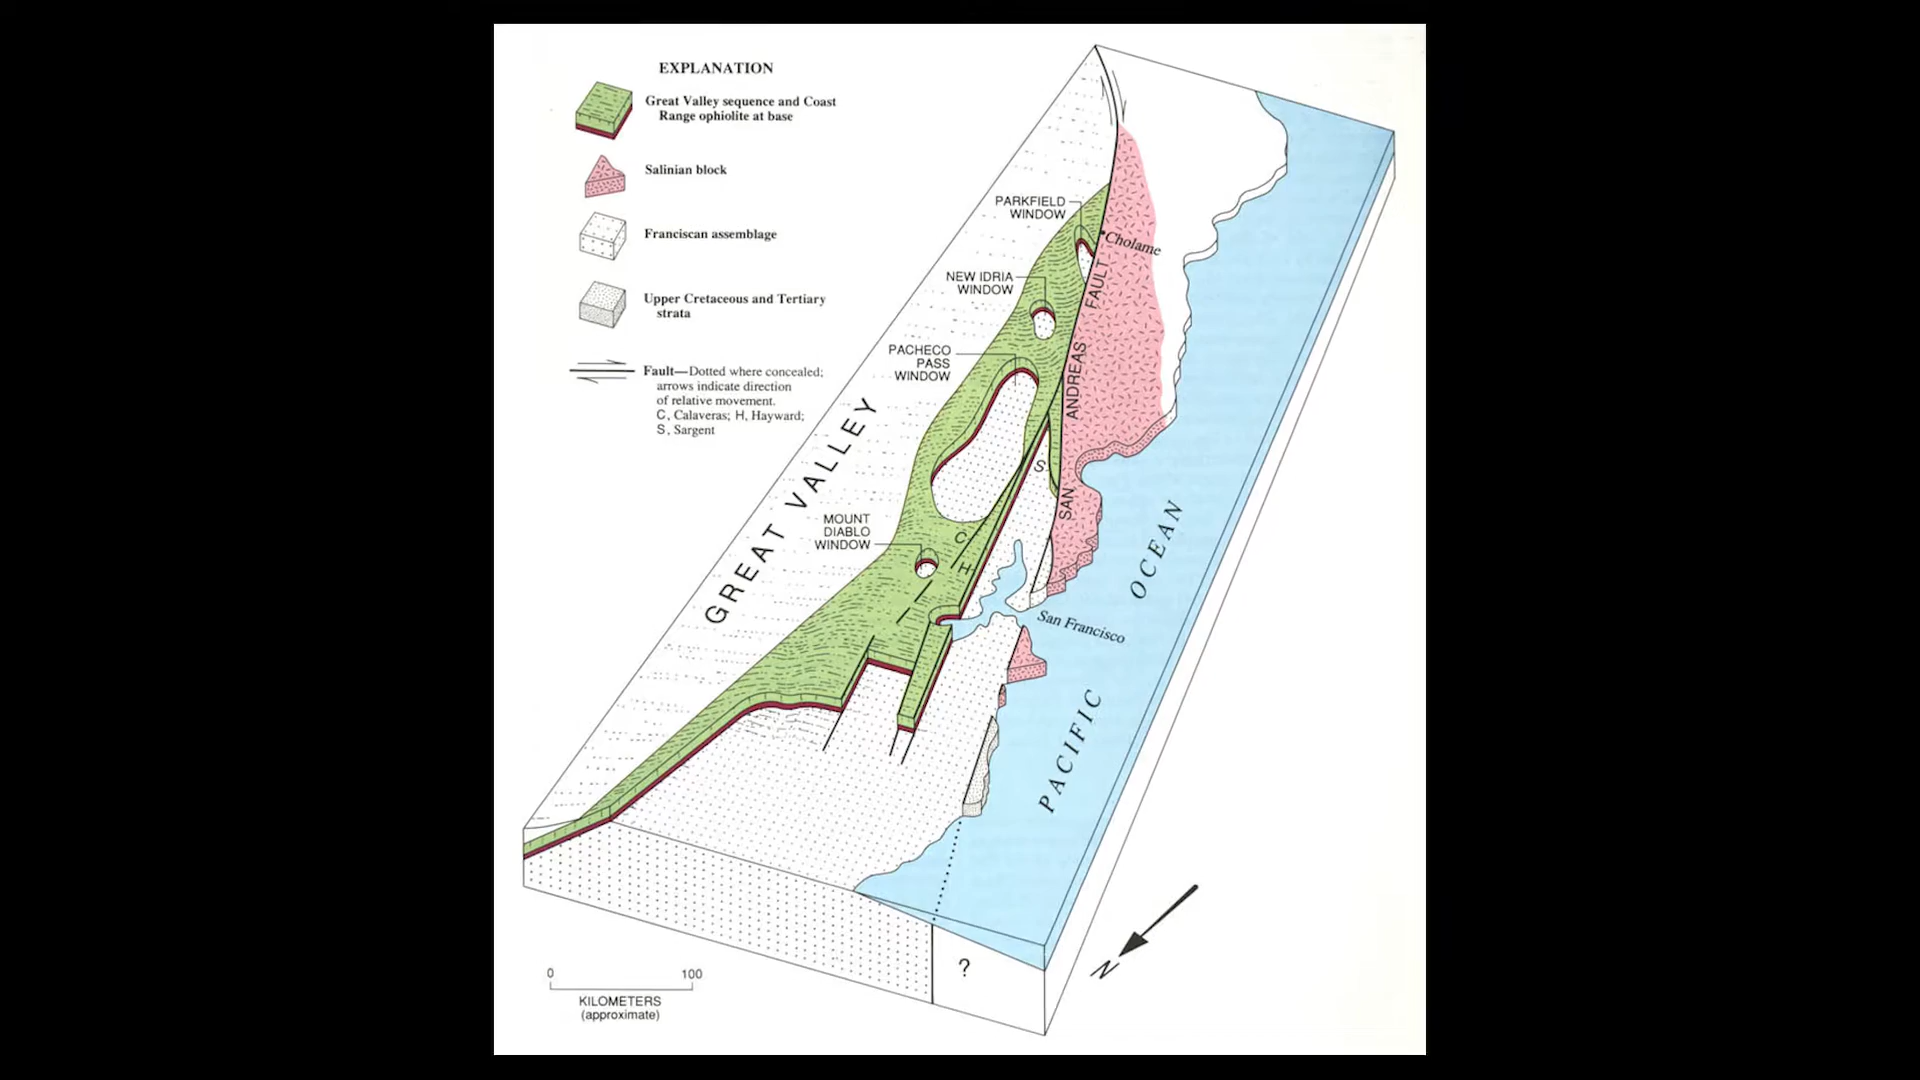 EXPLANATION
Great Valley sequence and Coast
Range ophiolite at base
Salinian block
Franciscan assemblage
Upper Cretaceous and Tertiary
strata
Fault—Dotted where concealed;
arrows indicate direction
of relative movement.
C, Calaveras; H, Hayward;
S, Sargent
PARKFIELD
WINDOW
Cholame
NEW IDRIA
WINDOW
PACHECO
PASS
WINDOW
MOUNT
DIABLO
WINDOW
GREAT VALLEY
SAN ANDREAS FAULT
S
C
H
San Francisco
PACIFIC OCEAN
N
?
0 100
KILOMETERS
(approximate)